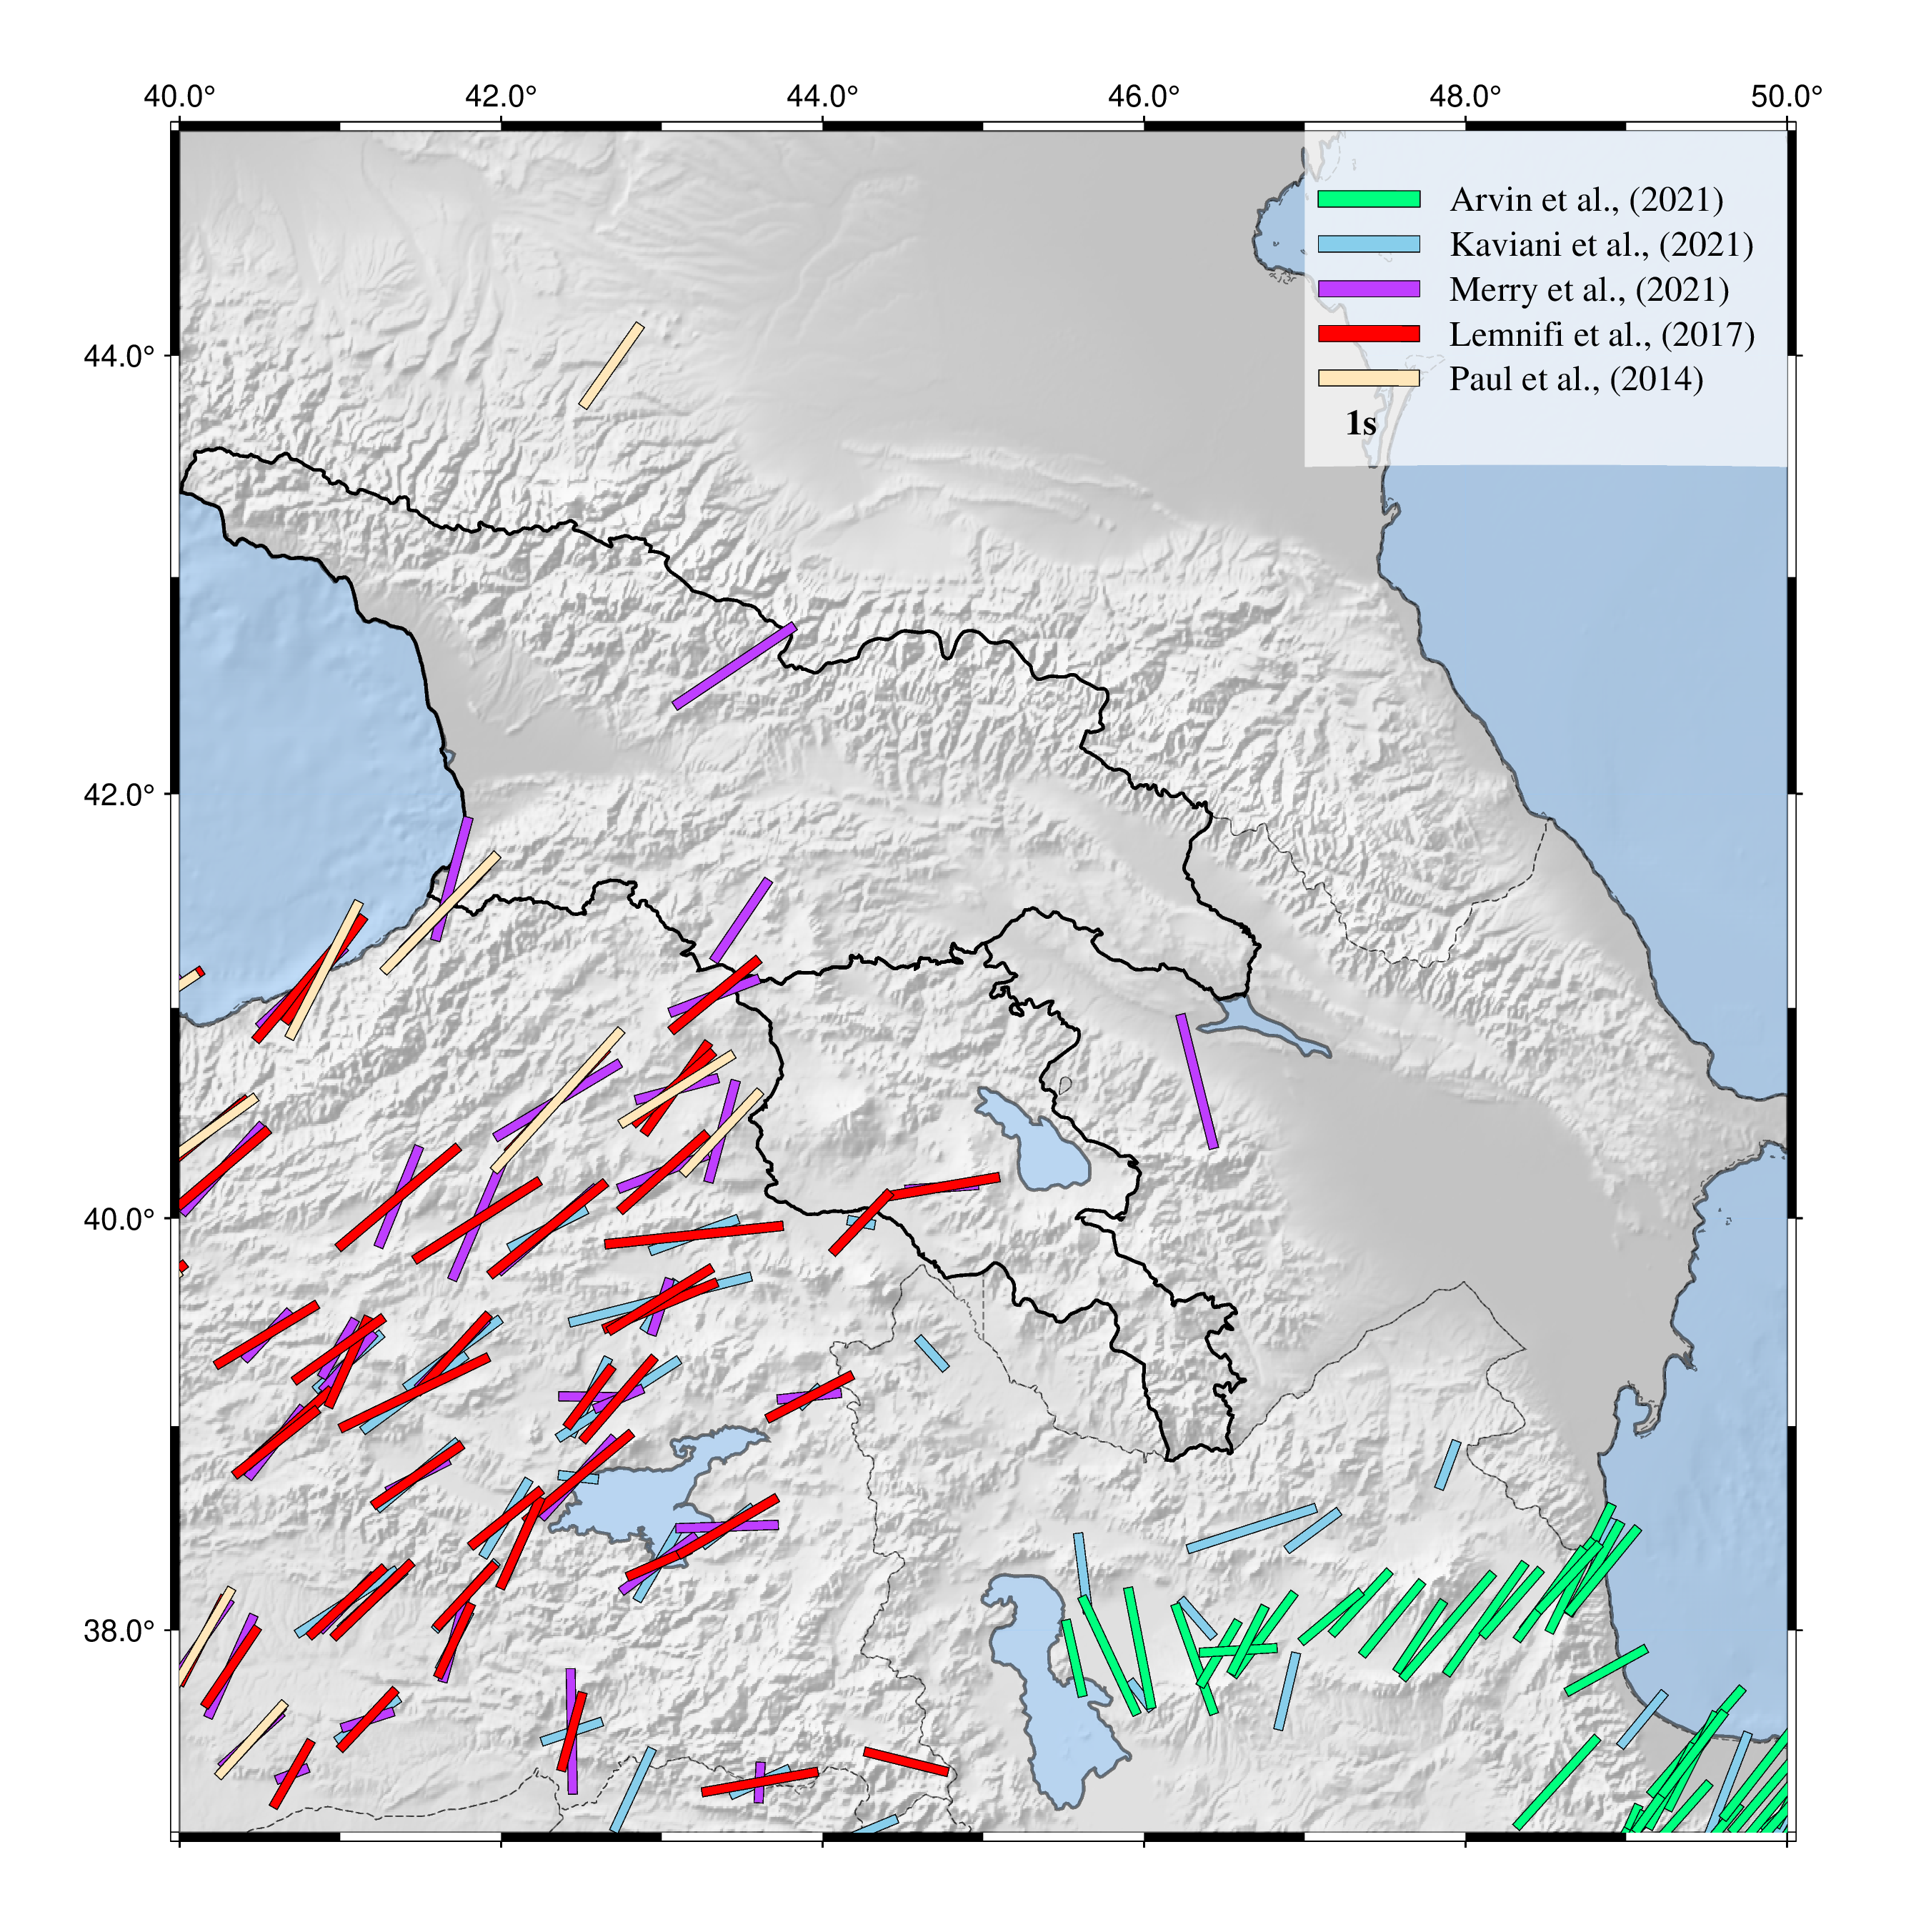 40.0° 42.0° 44.0° 46.0° 48.0° 50.0°
Arvin et al., (2021)
Kaviani et al., (2021)
Merry et al., (2021)
Lemnifi et al., (2017)
Paul et al., (2014)
1s
44.0°
42.0°
40.0°
38.0°